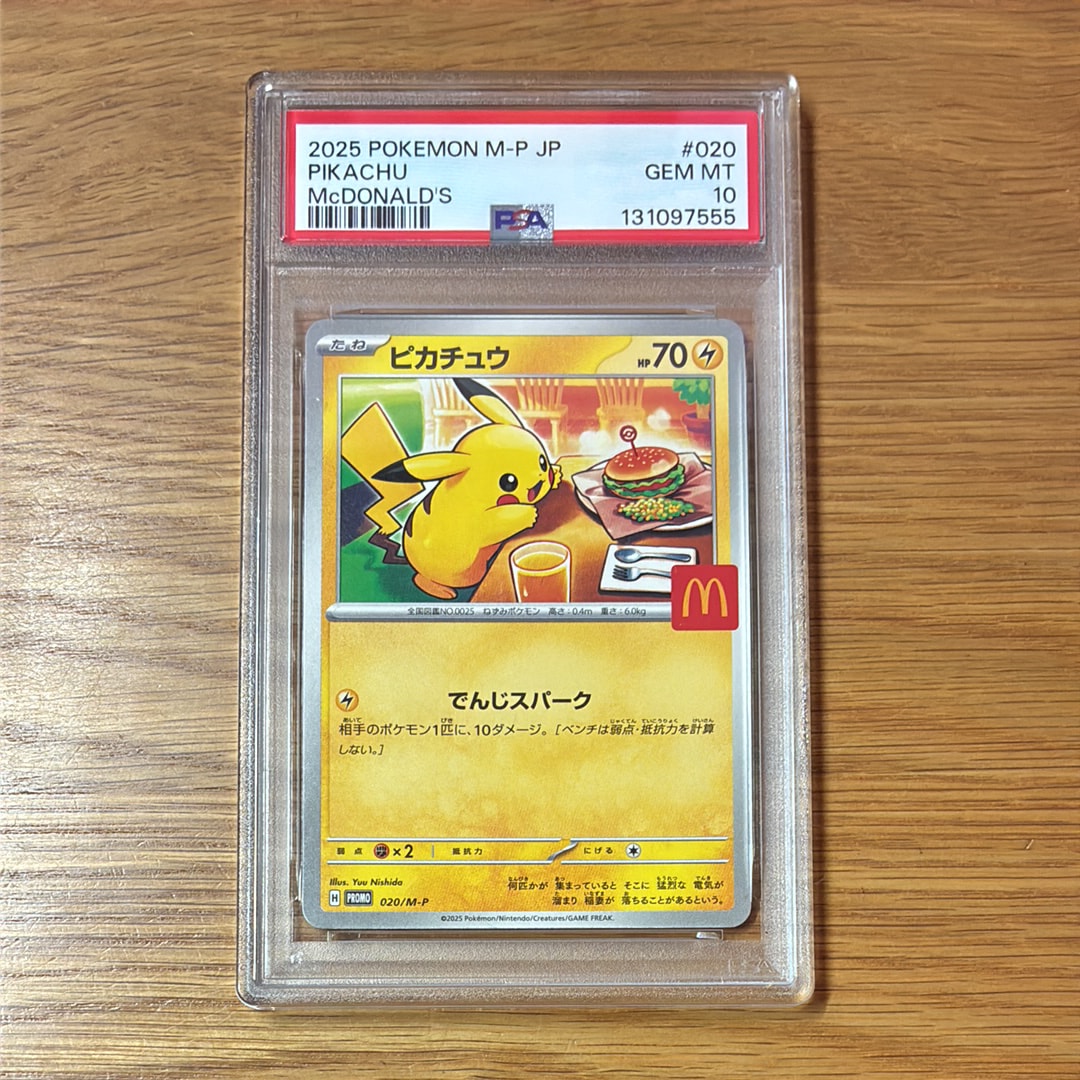 2025 POKEMON M-P JP #020
PIKACHU GEM MT
McDONALD'S 10
PSA 131097555
たね ピカチュウ HP70
全国図鑑NO.0025 ねずみポケモン 高さ:0.4m 重さ:6.0kg
M
でんじスパーク
相手のポケモン1匹に、10ダメージ。[ベンチは弱点・抵抗力を計算
しない。]
弱点 ×2 抵抗力 にげる
Illus. Yuu Nishida
何匹かが 集まっていると そこに 猛烈な 電気が
溜まり 稲妻が 落ちることがあるという。
H PROMO 020/M-P
©2025 Pokémon/Nintendo/Creatures/GAME FREAK.